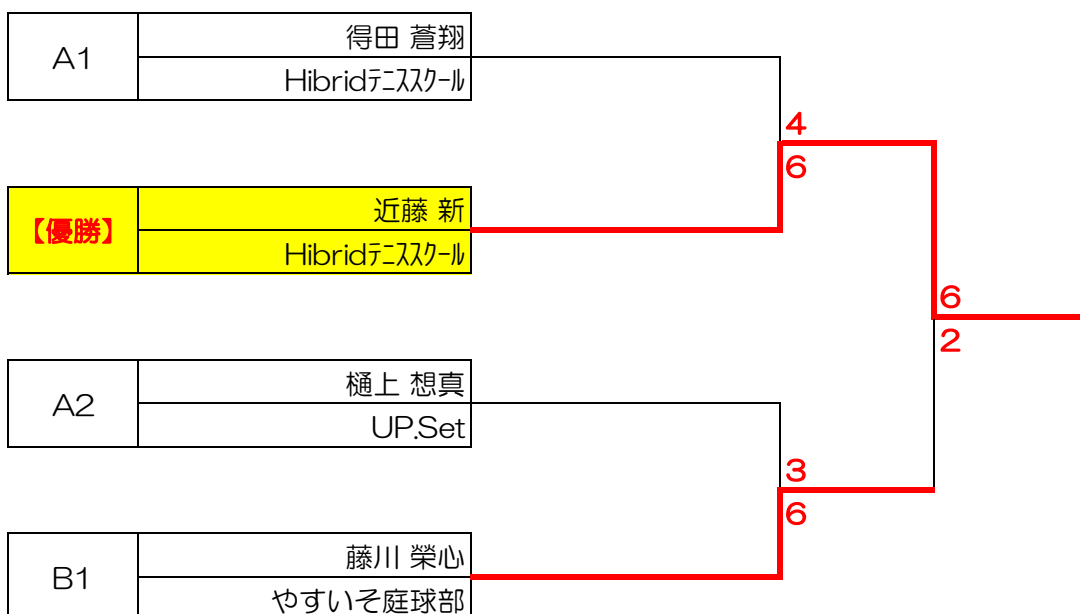 A1
得田 蒼翔
Hibridﾃﾆｽｽｸｰﾙ
4
6
【優勝】
近藤 新
Hibridﾃﾆｽｽｸｰﾙ
6
2
A2
樋上 想真
UP.Set
3
6
B1
藤川 榮心
やすいそ庭球部